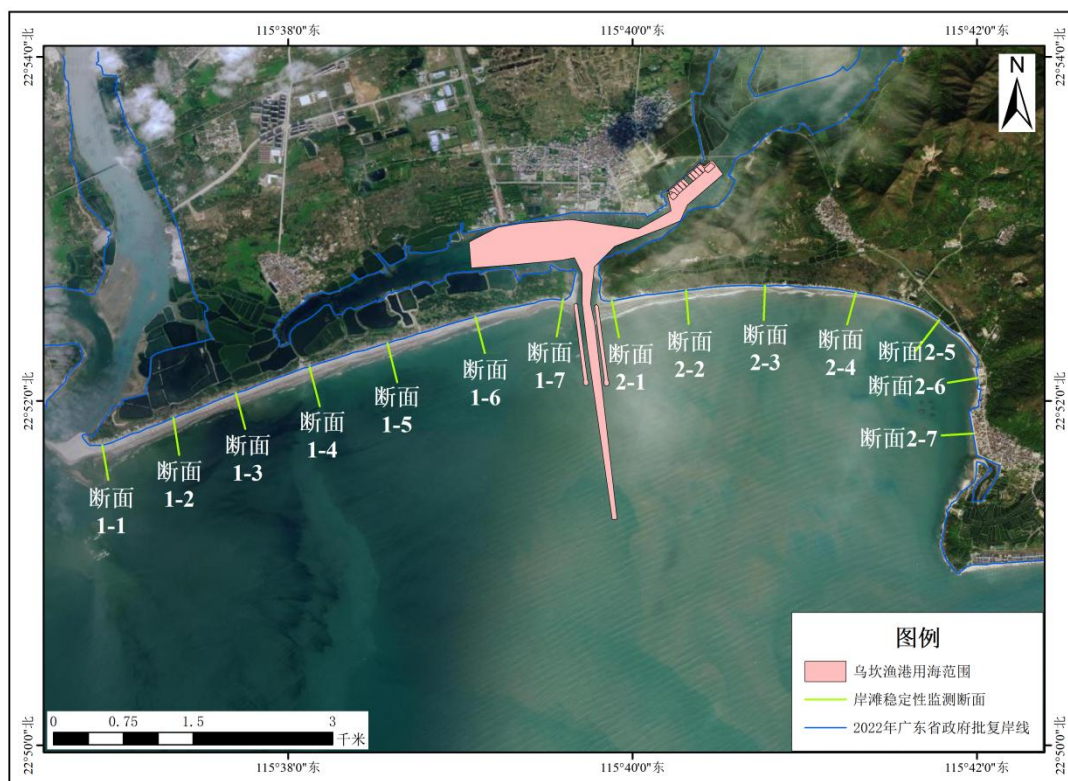 115°38'0"东
115°40'0"东
115°42'0"东
22°54'0"北
22°54'0"北
N
断面
1-1
断面
1-2
断面
1-3
断面
1-4
断面
1-5
断面
1-6
断面
1-7
断面
2-1
断面
2-2
断面
2-3
断面
2-4
断面2-5
断面2-6
断面2-7
22°52'0"北
22°52'0"北
图例
乌坎渔港用海范围
岸滩稳定性监测断面
2022年广东省政府批复岸线
0
0.75
1.5
3
千米
22°50'0"北
22°50'0"北
115°38'0"东
115°40'0"东
115°42'0"东